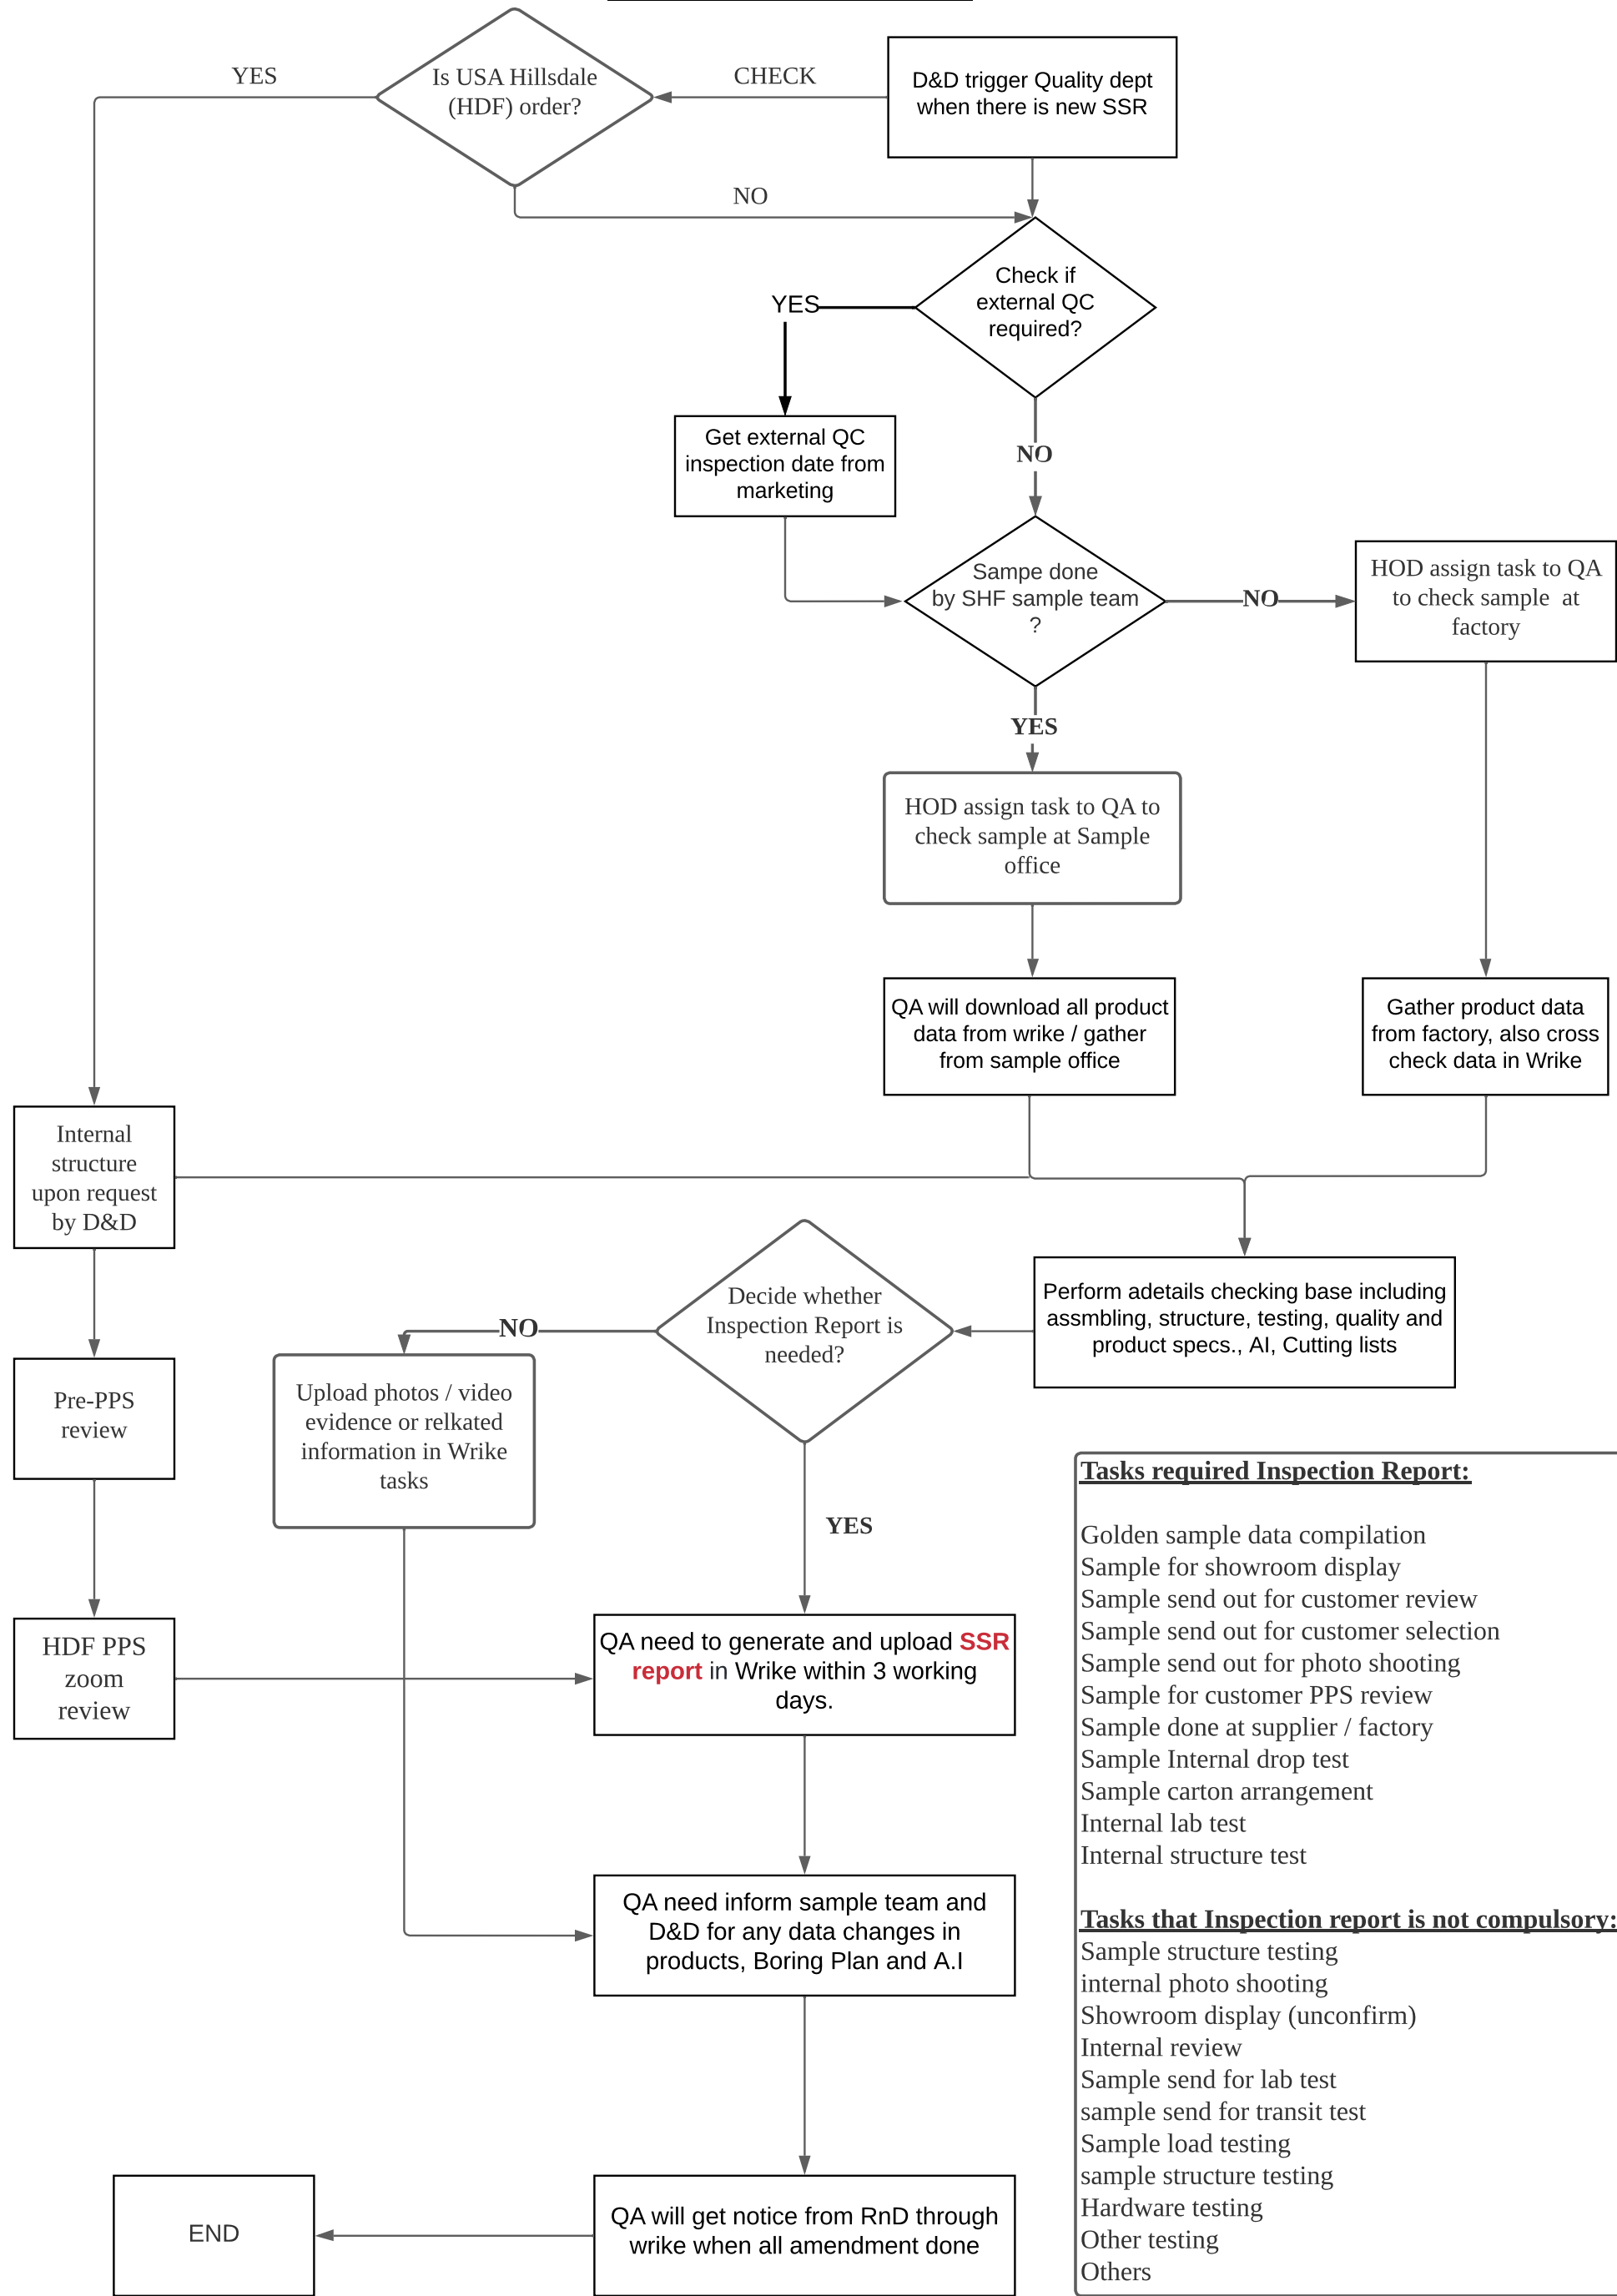 YES
Is USA Hillsdale
(HDF) order?
CHECK
D&D trigger Quality dept
when there is new SSR
NO
Check if
external QC
required?
YES
Get external QC
inspection date from
marketing
NO
Sampe done
by SHF sample team
?
NO
HOD assign task to QA
to check sample at
factory
YES
HOD assign task to QA to
check sample at Sample
office
QA will download all product
data from wrike / gather
from sample office
Gather product data
from factory, also cross
check data in Wrike
Internal
structure
upon request
by D&D
Perform adetails checking base including
assmbling, structure, testing, quality and
product specs., AI, Cutting lists
Decide whether
Inspection Report is
needed?
NO
Upload photos / video
evidence or relkated
information in Wrike
tasks
Pre-PPS
review
YES
HDF PPS
zoom
review
QA need to generate and upload SSR
report in Wrike within 3 working
days.
QA need inform sample team and
D&D for any data changes in
products, Boring Plan and A.I
QA will get notice from RnD through
wrike when all amendment done
END
Tasks required Inspection Report:
Golden sample data compilation
Sample for showroom display
Sample send out for customer review
Sample send out for customer selection
Sample send out for photo shooting
Sample for customer PPS review
Sample done at supplier / factory
Sample Internal drop test
Sample carton arrangement
Internal lab test
Internal structure test
Tasks that Inspection report is not compulsory:
Sample structure testing
internal photo shooting
Showroom display (unconfirm)
Internal review
Sample send for lab test
sample send for transit test
Sample load testing
sample structure testing
Hardware testing
Other testing
Others